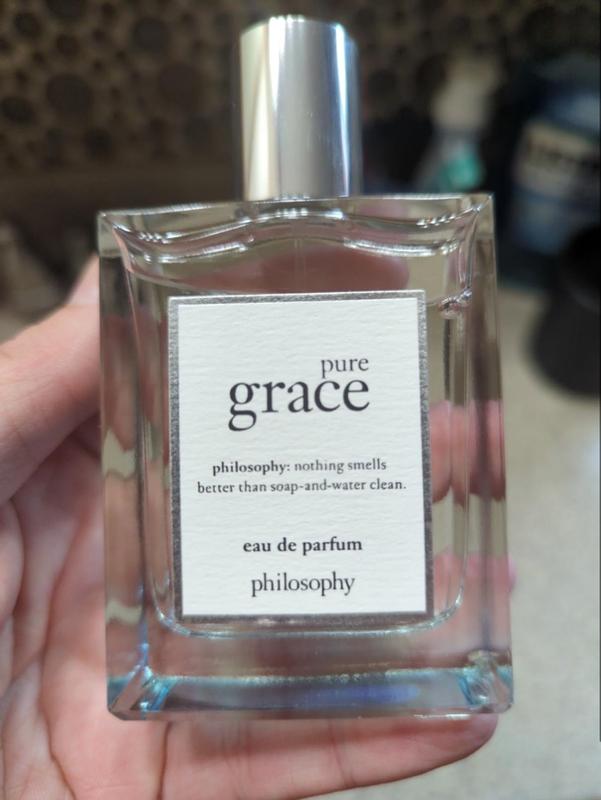 pure
grace
philosophy: nothing smells
better than soap-and-water clean.
eau de parfum
philosophy